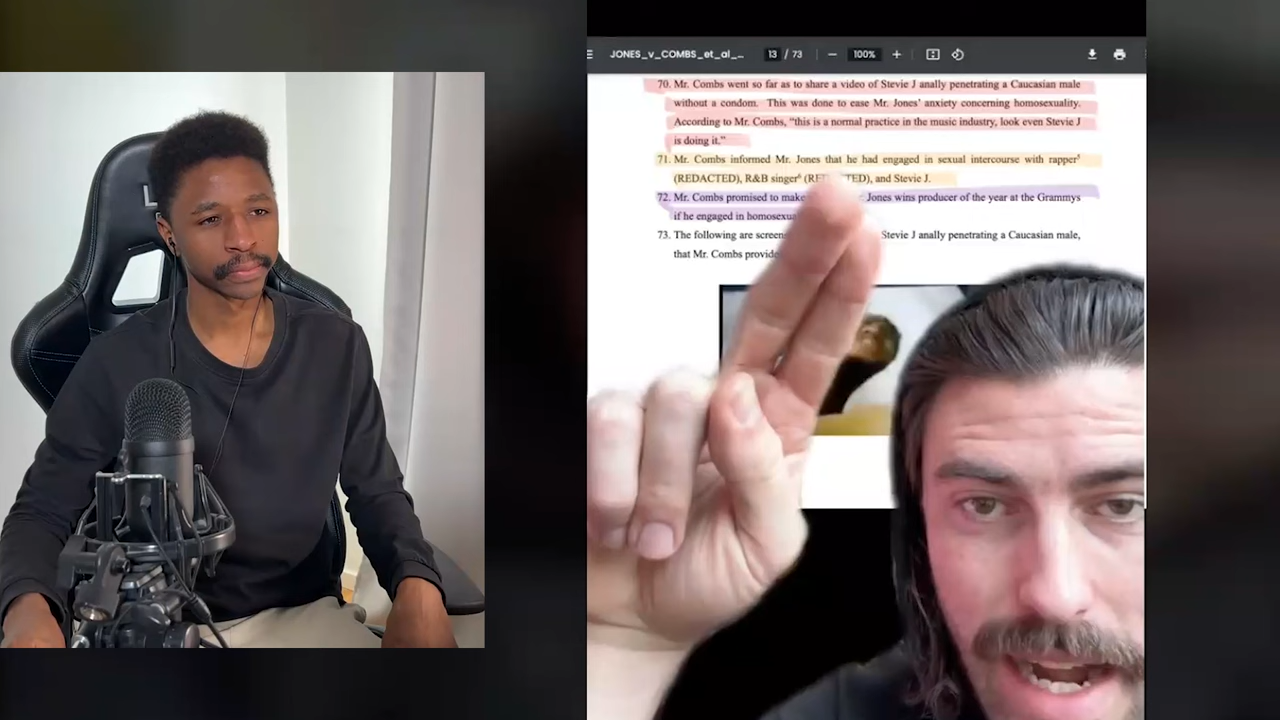 L
JONES_v_COMBS_et_al_...
13 / 73
100%
70. Mr. Combs went so far as to share a video of Stevie J anally penetrating a Caucasian male
without a condom. This was done to ease Mr. Jones' anxiety concerning homosexuality.
According to Mr. Combs, “this is a normal practice in the music industry, look even Stevie J
is doing it.”
71. Mr. Combs informed Mr. Jones that he had engaged in sexual intercourse with rapper5
(REDACTED), R&B singer6 (REDACTED), and Stevie J.
72. Mr. Combs promised to make Jones wins producer of the year at the Grammys
if he engaged in
73. The following are Stevie J anally penetrating a Caucasian male,
that Mr. Combs